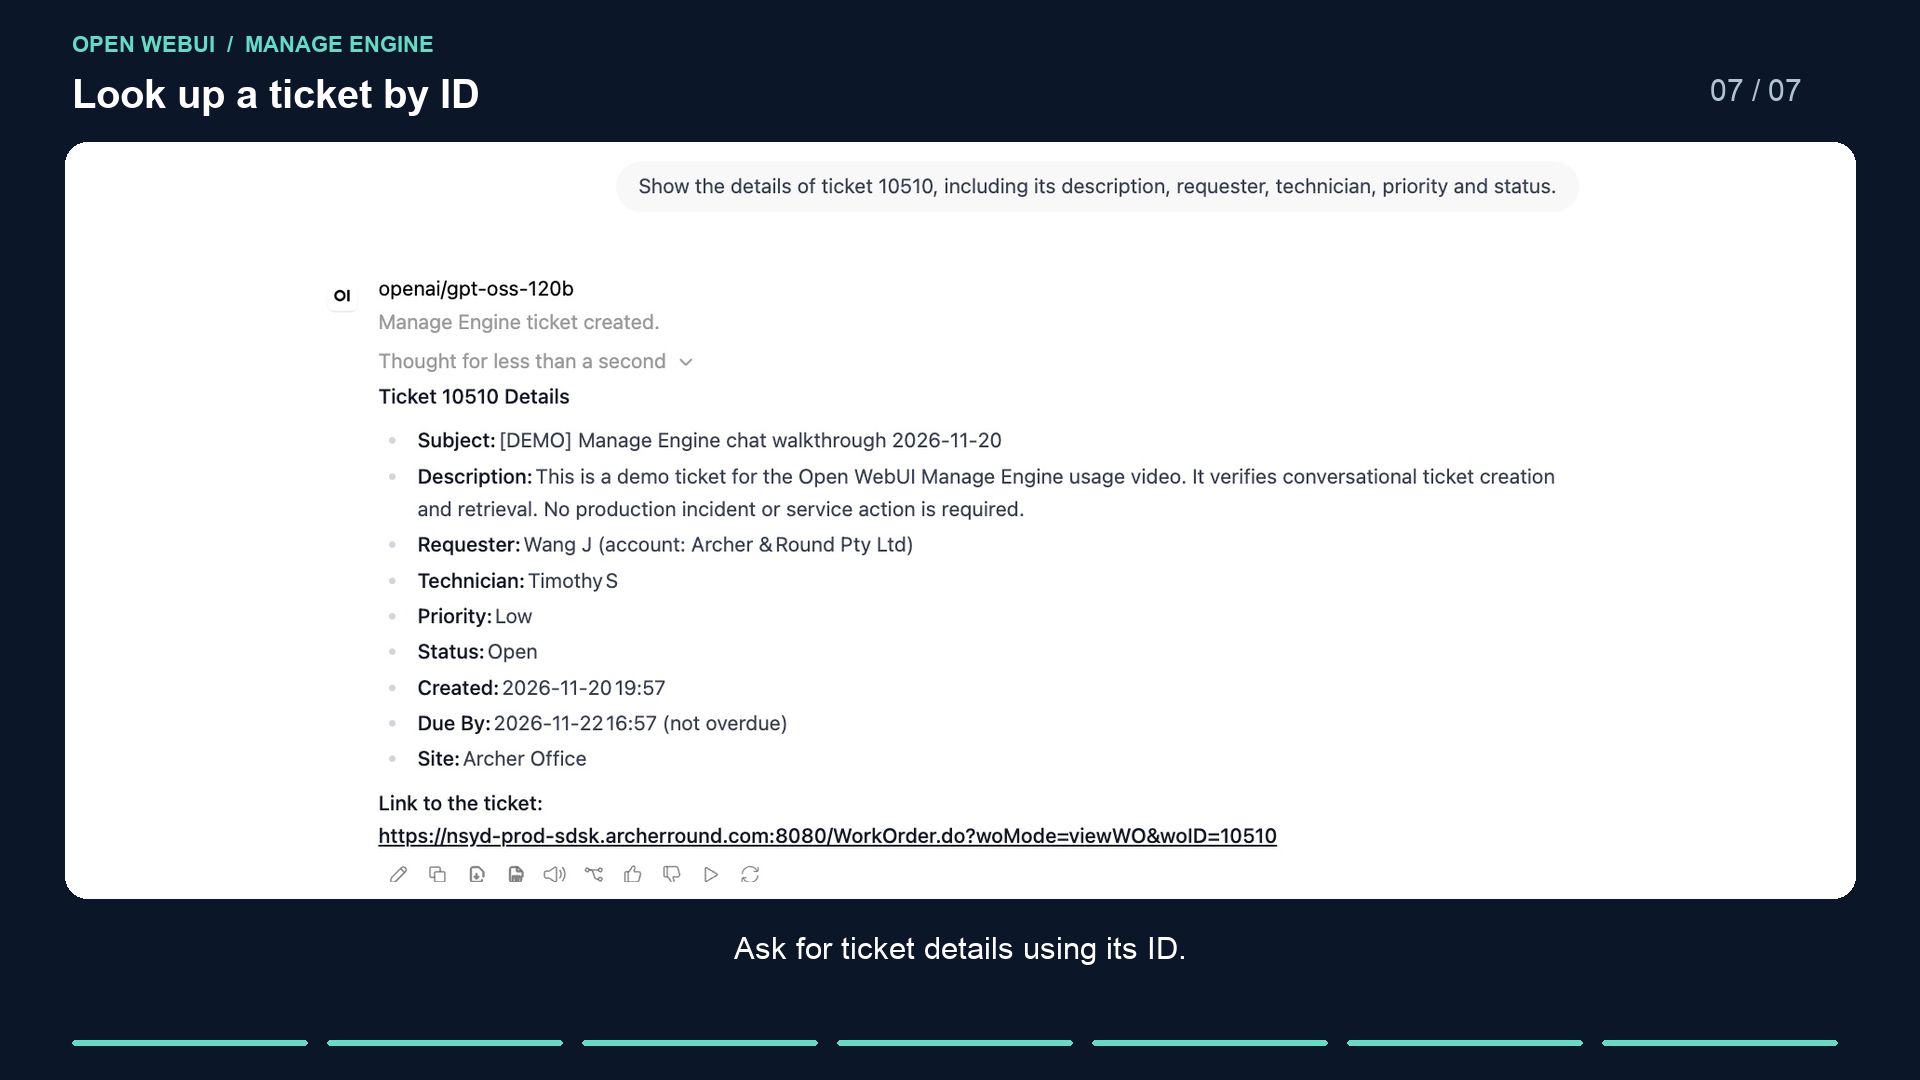 OPEN WEBUI / MANAGE ENGINE
Look up a ticket by ID
07 / 07
Show the details of ticket 10510, including its description, requester, technician, priority and status.
OI
openai/gpt-oss-120b
Manage Engine ticket created.
Thought for less than a second
Ticket 10510 Details
Subject: [DEMO] Manage Engine chat walkthrough 2026-11-20
Description: This is a demo ticket for the Open WebUI Manage Engine usage video. It verifies conversational ticket creation
and retrieval. No production incident or service action is required.
Requester: Wang J (account: Archer & Round Pty Ltd)
Technician: Timothy S
Priority: Low
Status: Open
Created: 2026-11-20 19:57
Due By: 2026-11-22 16:57 (not overdue)
Site: Archer Office
Link to the ticket:
https://nsyd-prod-sdsk.archerround.com:8080/WorkOrder.do?woMode=viewWO&woID=10510
Ask for ticket details using its ID.